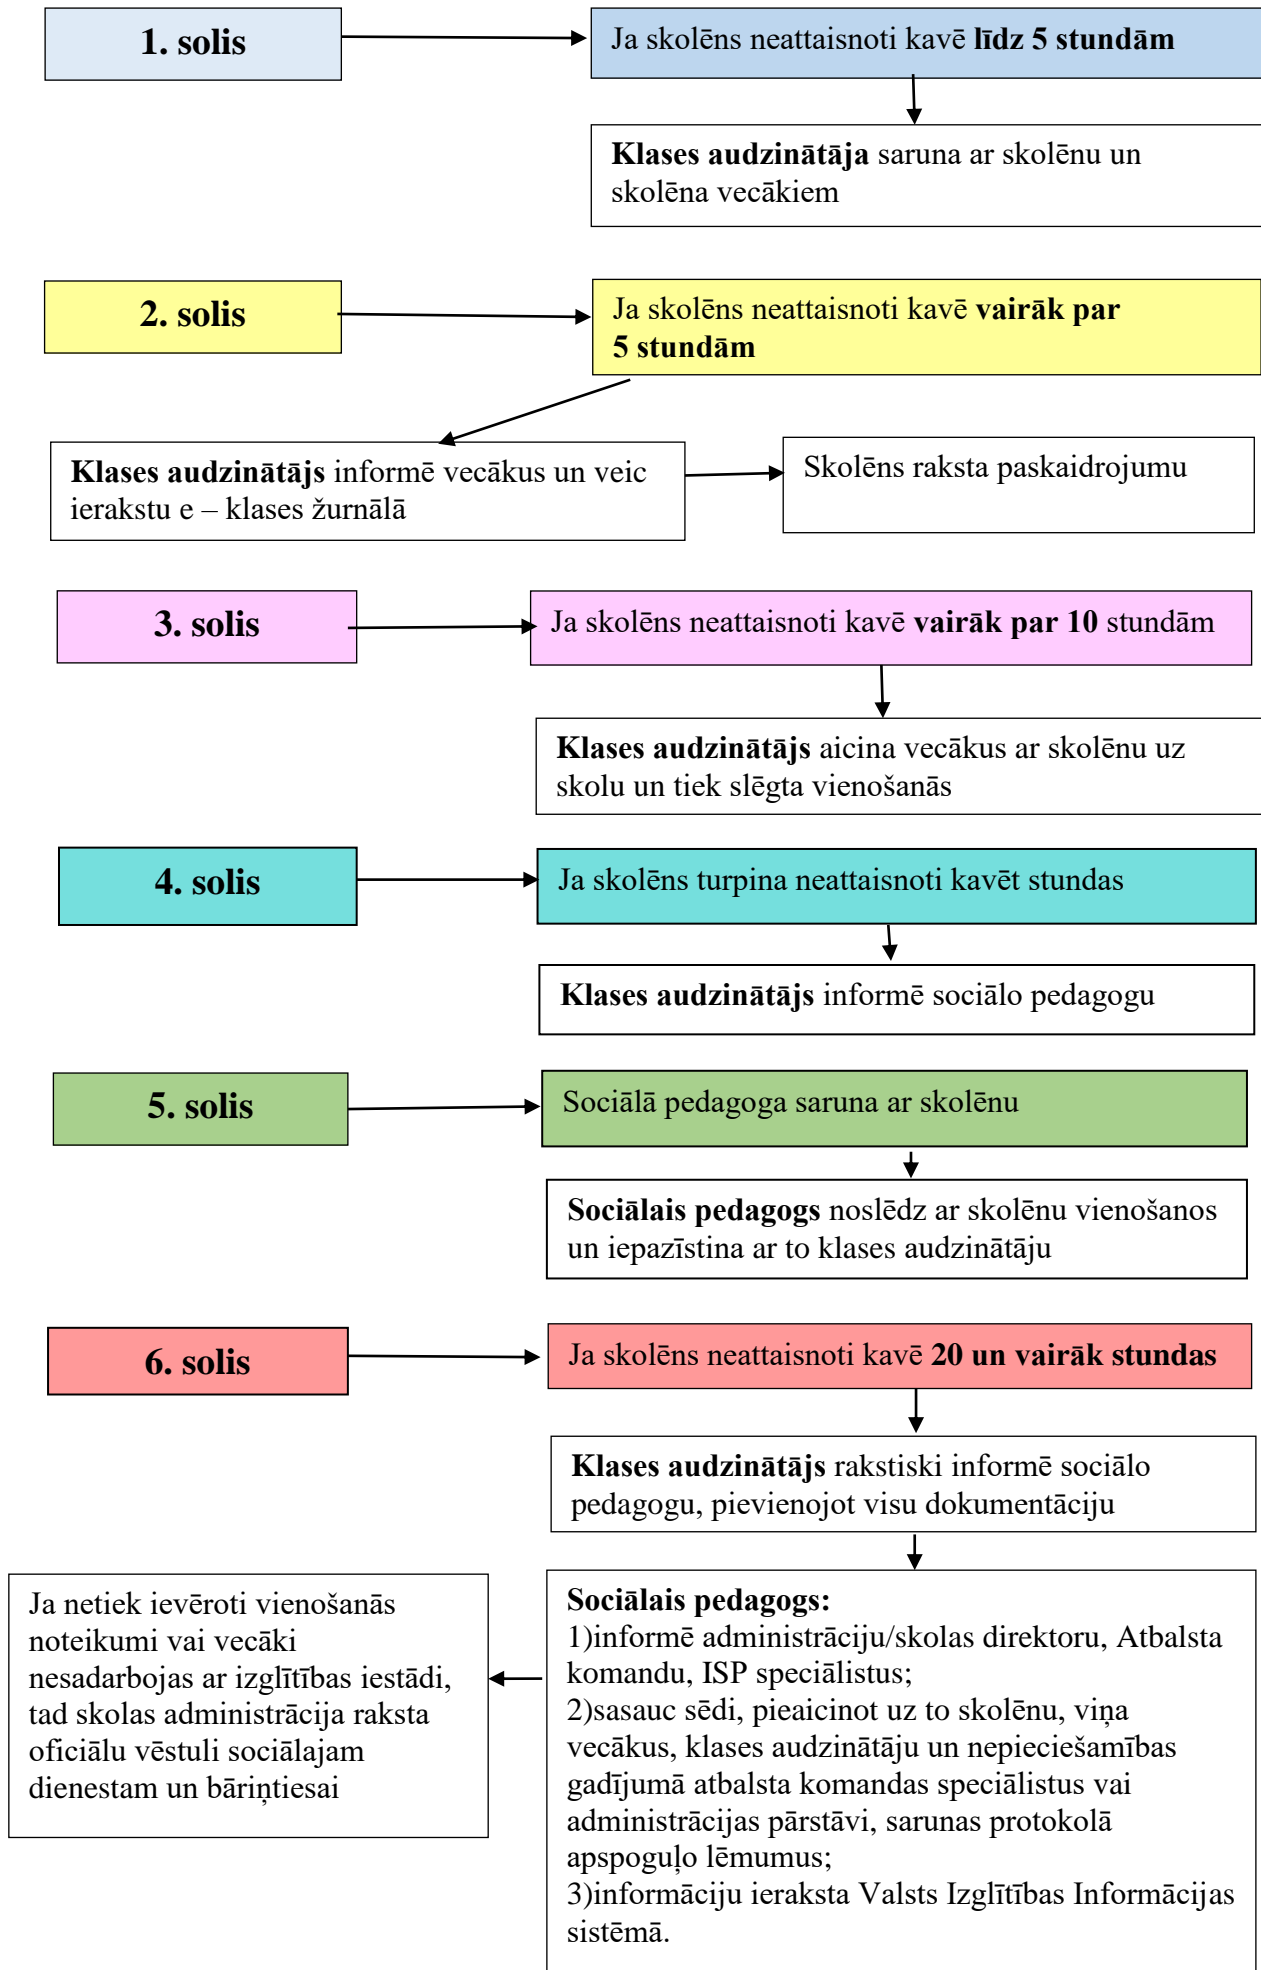 1. solis
Ja skolēns neattaisnoti kavē līdz 5 stundām
Klases audzinātāja saruna ar skolēnu un
skolēna vecākiem
2. solis
Ja skolēns neattaisnoti kavē vairāk par
5 stundām
Klases audzinātājs informē vecākus un veic
ierakstu e – klases žurnālā
Skolēns raksta paskaidrojumu
3. solis
Ja skolēns neattaisnoti kavē vairāk par 10 stundām
Klases audzinātājs aicina vecākus ar skolēnu uz
skolu un tiek slēgta vienošanās
4. solis
Ja skolēns turpina neattaisnoti kavēt stundas
Klases audzinātājs informē sociālo pedagogu
5. solis
Sociālā pedagoga saruna ar skolēnu
Sociālais pedagogs noslēdz ar skolēnu vienošanos
un iepazīstina ar to klases audzinātāju
6. solis
Ja skolēns neattaisnoti kavē 20 un vairāk stundas
Klases audzinātājs rakstiski informē sociālo
pedagogu, pievienojot visu dokumentāciju
Sociālais pedagogs:
1)informē administrāciju/skolas direktoru, Atbalsta
komandu, ISP speciālistus;
2)sasauc sēdi, pieaicinot uz to skolēnu, viņa
vecākus, klases audzinātāju un nepieciešamības
gadījumā atbalsta komandas speciālistus vai
administrācijas pārstāvi, sarunas protokolā
apspoguļo lēmumus;
3)informāciju ieraksta Valsts Izglītības Informācijas
sistēmā.
Ja netiek ievēroti vienošanās
noteikumi vai vecāki
nesadarbojas ar izglītības iestādi,
tad skolas administrācija raksta
oficiālu vēstuli sociālajam
dienestam un bāriņtiesai